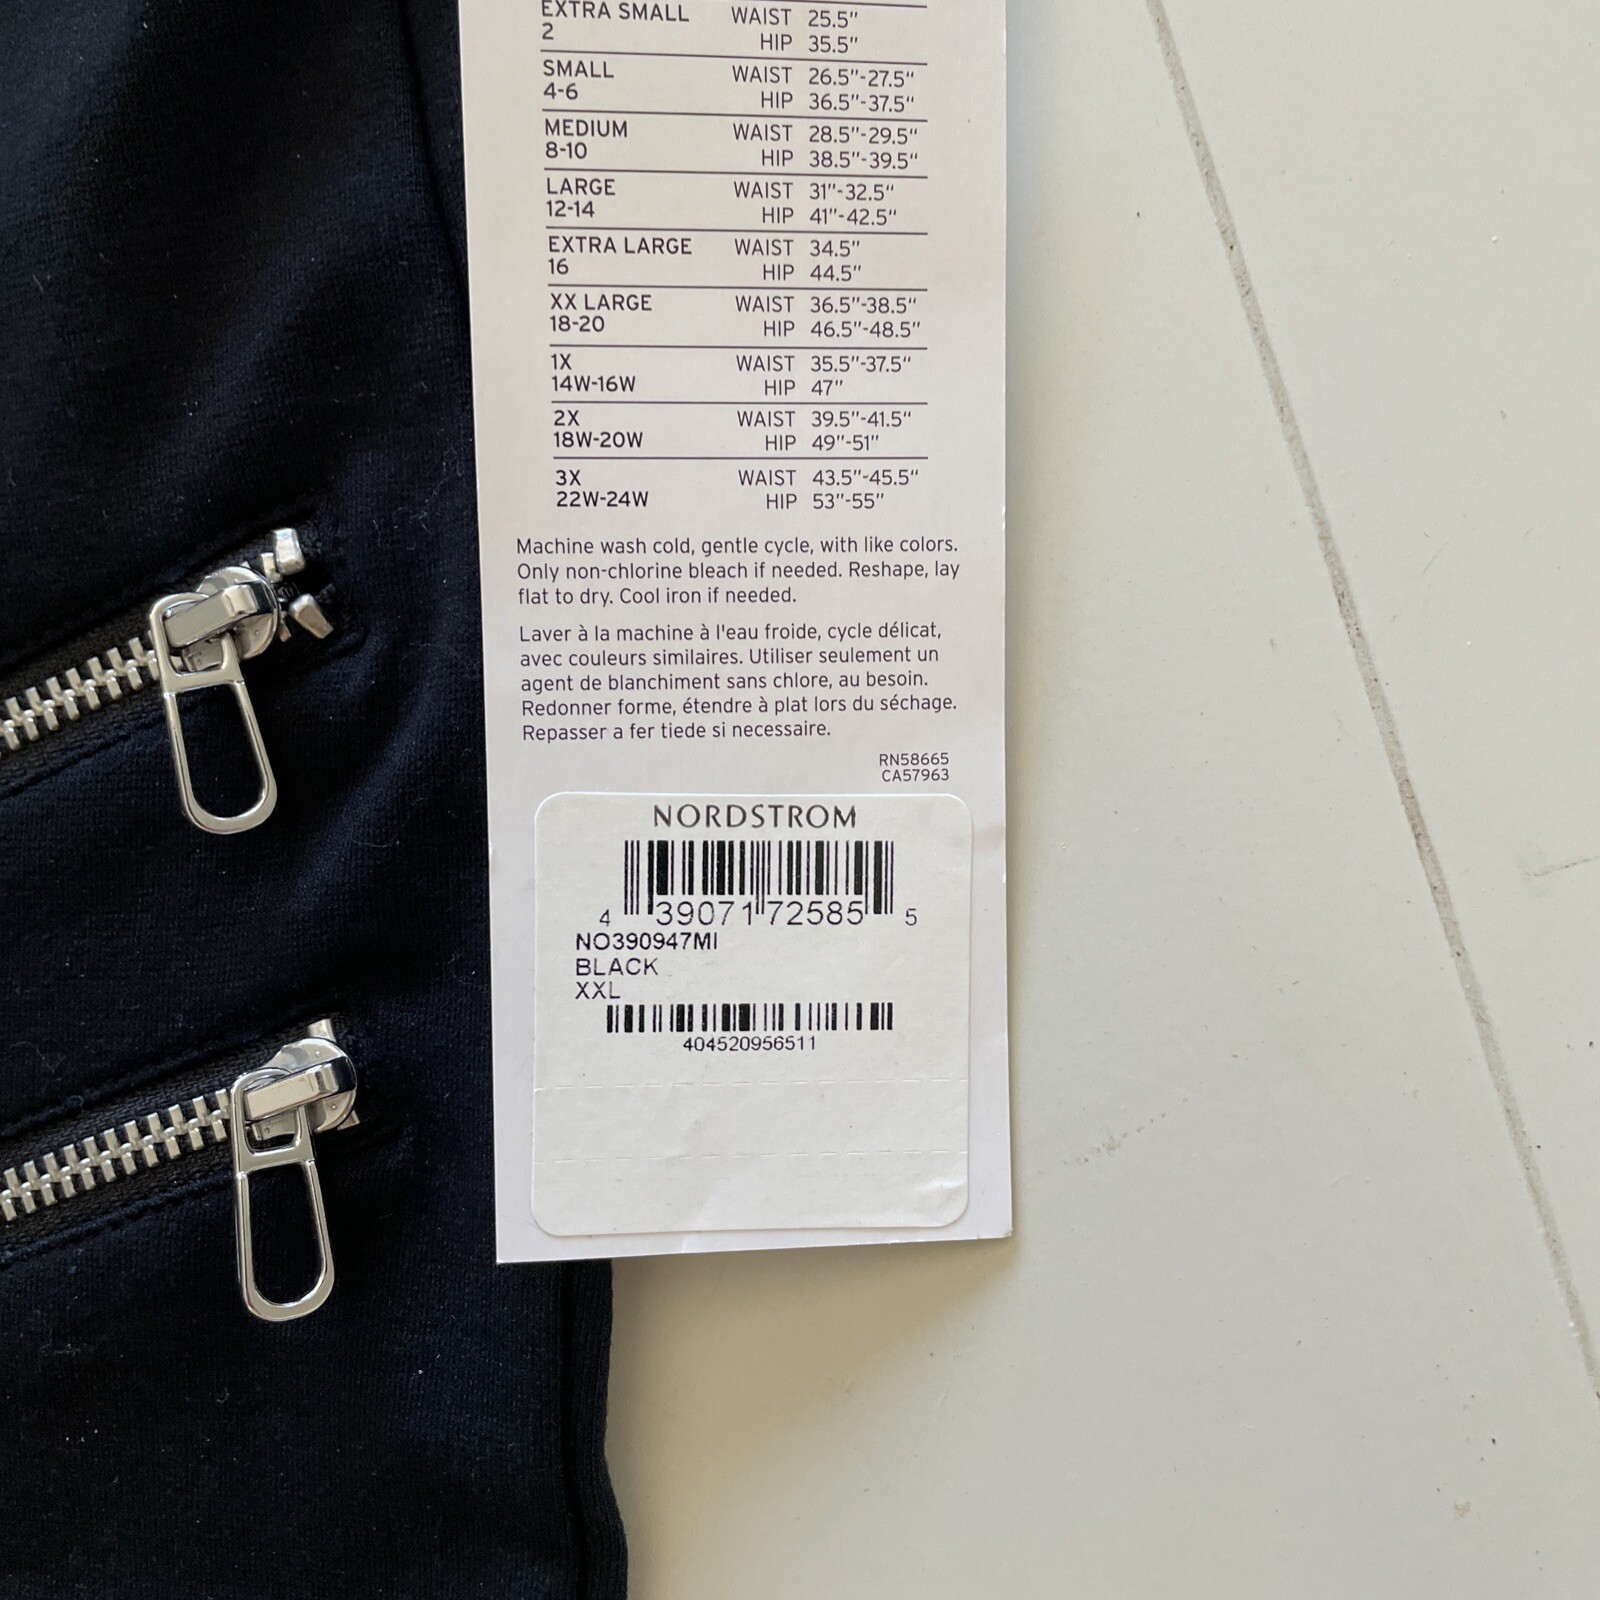 EXTRA SMALL WAIST 25.5"
2 HIP 35.5"
SMALL WAIST 26.5"-27.5"
4-6 HIP 36.5"-37.5"
MEDIUM WAIST 28.5"-29.5"
8-10 HIP 38.5"-39.5"
LARGE WAIST 31"-32.5"
12-14 HIP 41"-42.5"
EXTRA LARGE WAIST 34.5"
16 HIP 44.5"
XX LARGE WAIST 36.5"-38.5"
18-20 HIP 46.5"-48.5"
1X WAIST 35.5"-37.5"
14W-16W HIP 47"
2X WAIST 39.5"-41.5"
18W-20W HIP 49"-51"
3X WAIST 43.5"-45.5"
22W-24W HIP 53"-55"
Machine wash cold, gentle cycle, with like colors.
Only non-chlorine bleach if needed. Reshape, lay
flat to dry. Cool iron if needed.
Laver à la machine à l'eau froide, cycle délicat,
avec couleurs similaires. Utiliser seulement un
agent de blanchiment sans chlore, au besoin.
Redonner forme, étendre à plat lors du séchage.
Repasser a fer tiede si necessaire.
RN58665
CA57963
NORDSTROM
4 39071 72585 5
NO390947MI
BLACK
XXL
404520956511